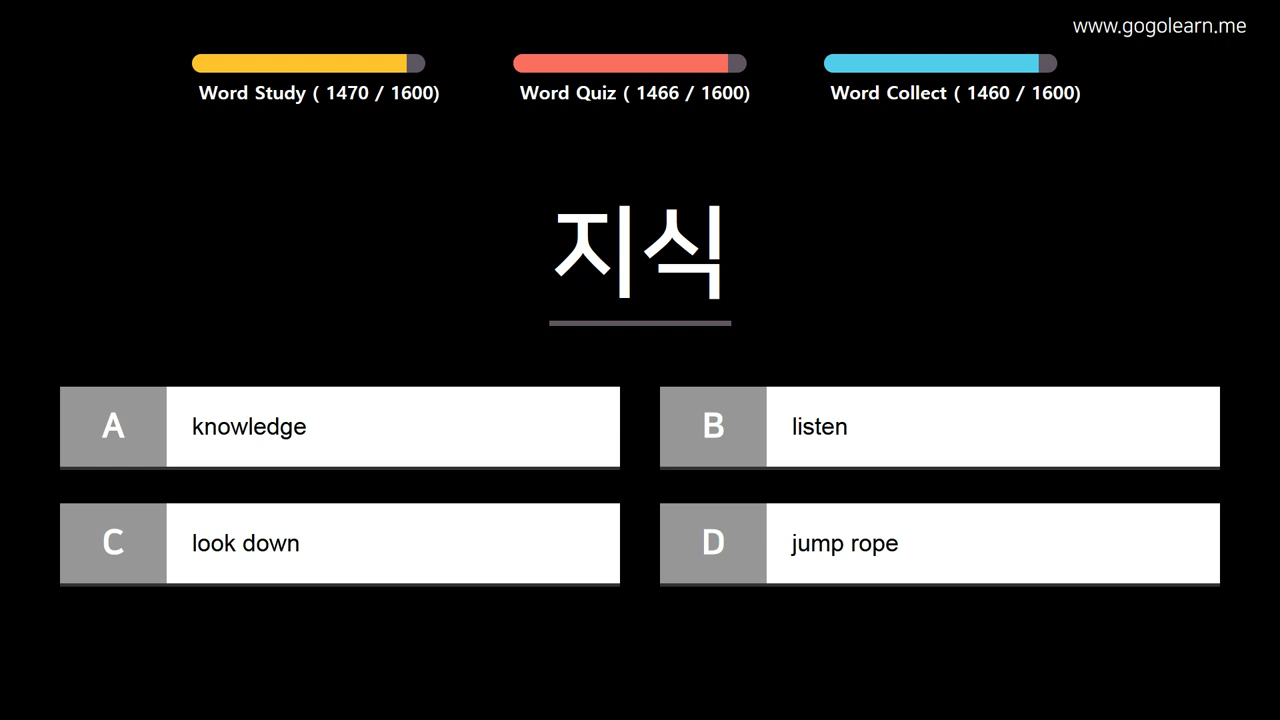 www.gogolearn.me
Word Study ( 1470 / 1600)
Word Quiz ( 1466 / 1600)
Word Collect ( 1460 / 1600)
지식
A knowledge
B listen
C look down
D jump rope